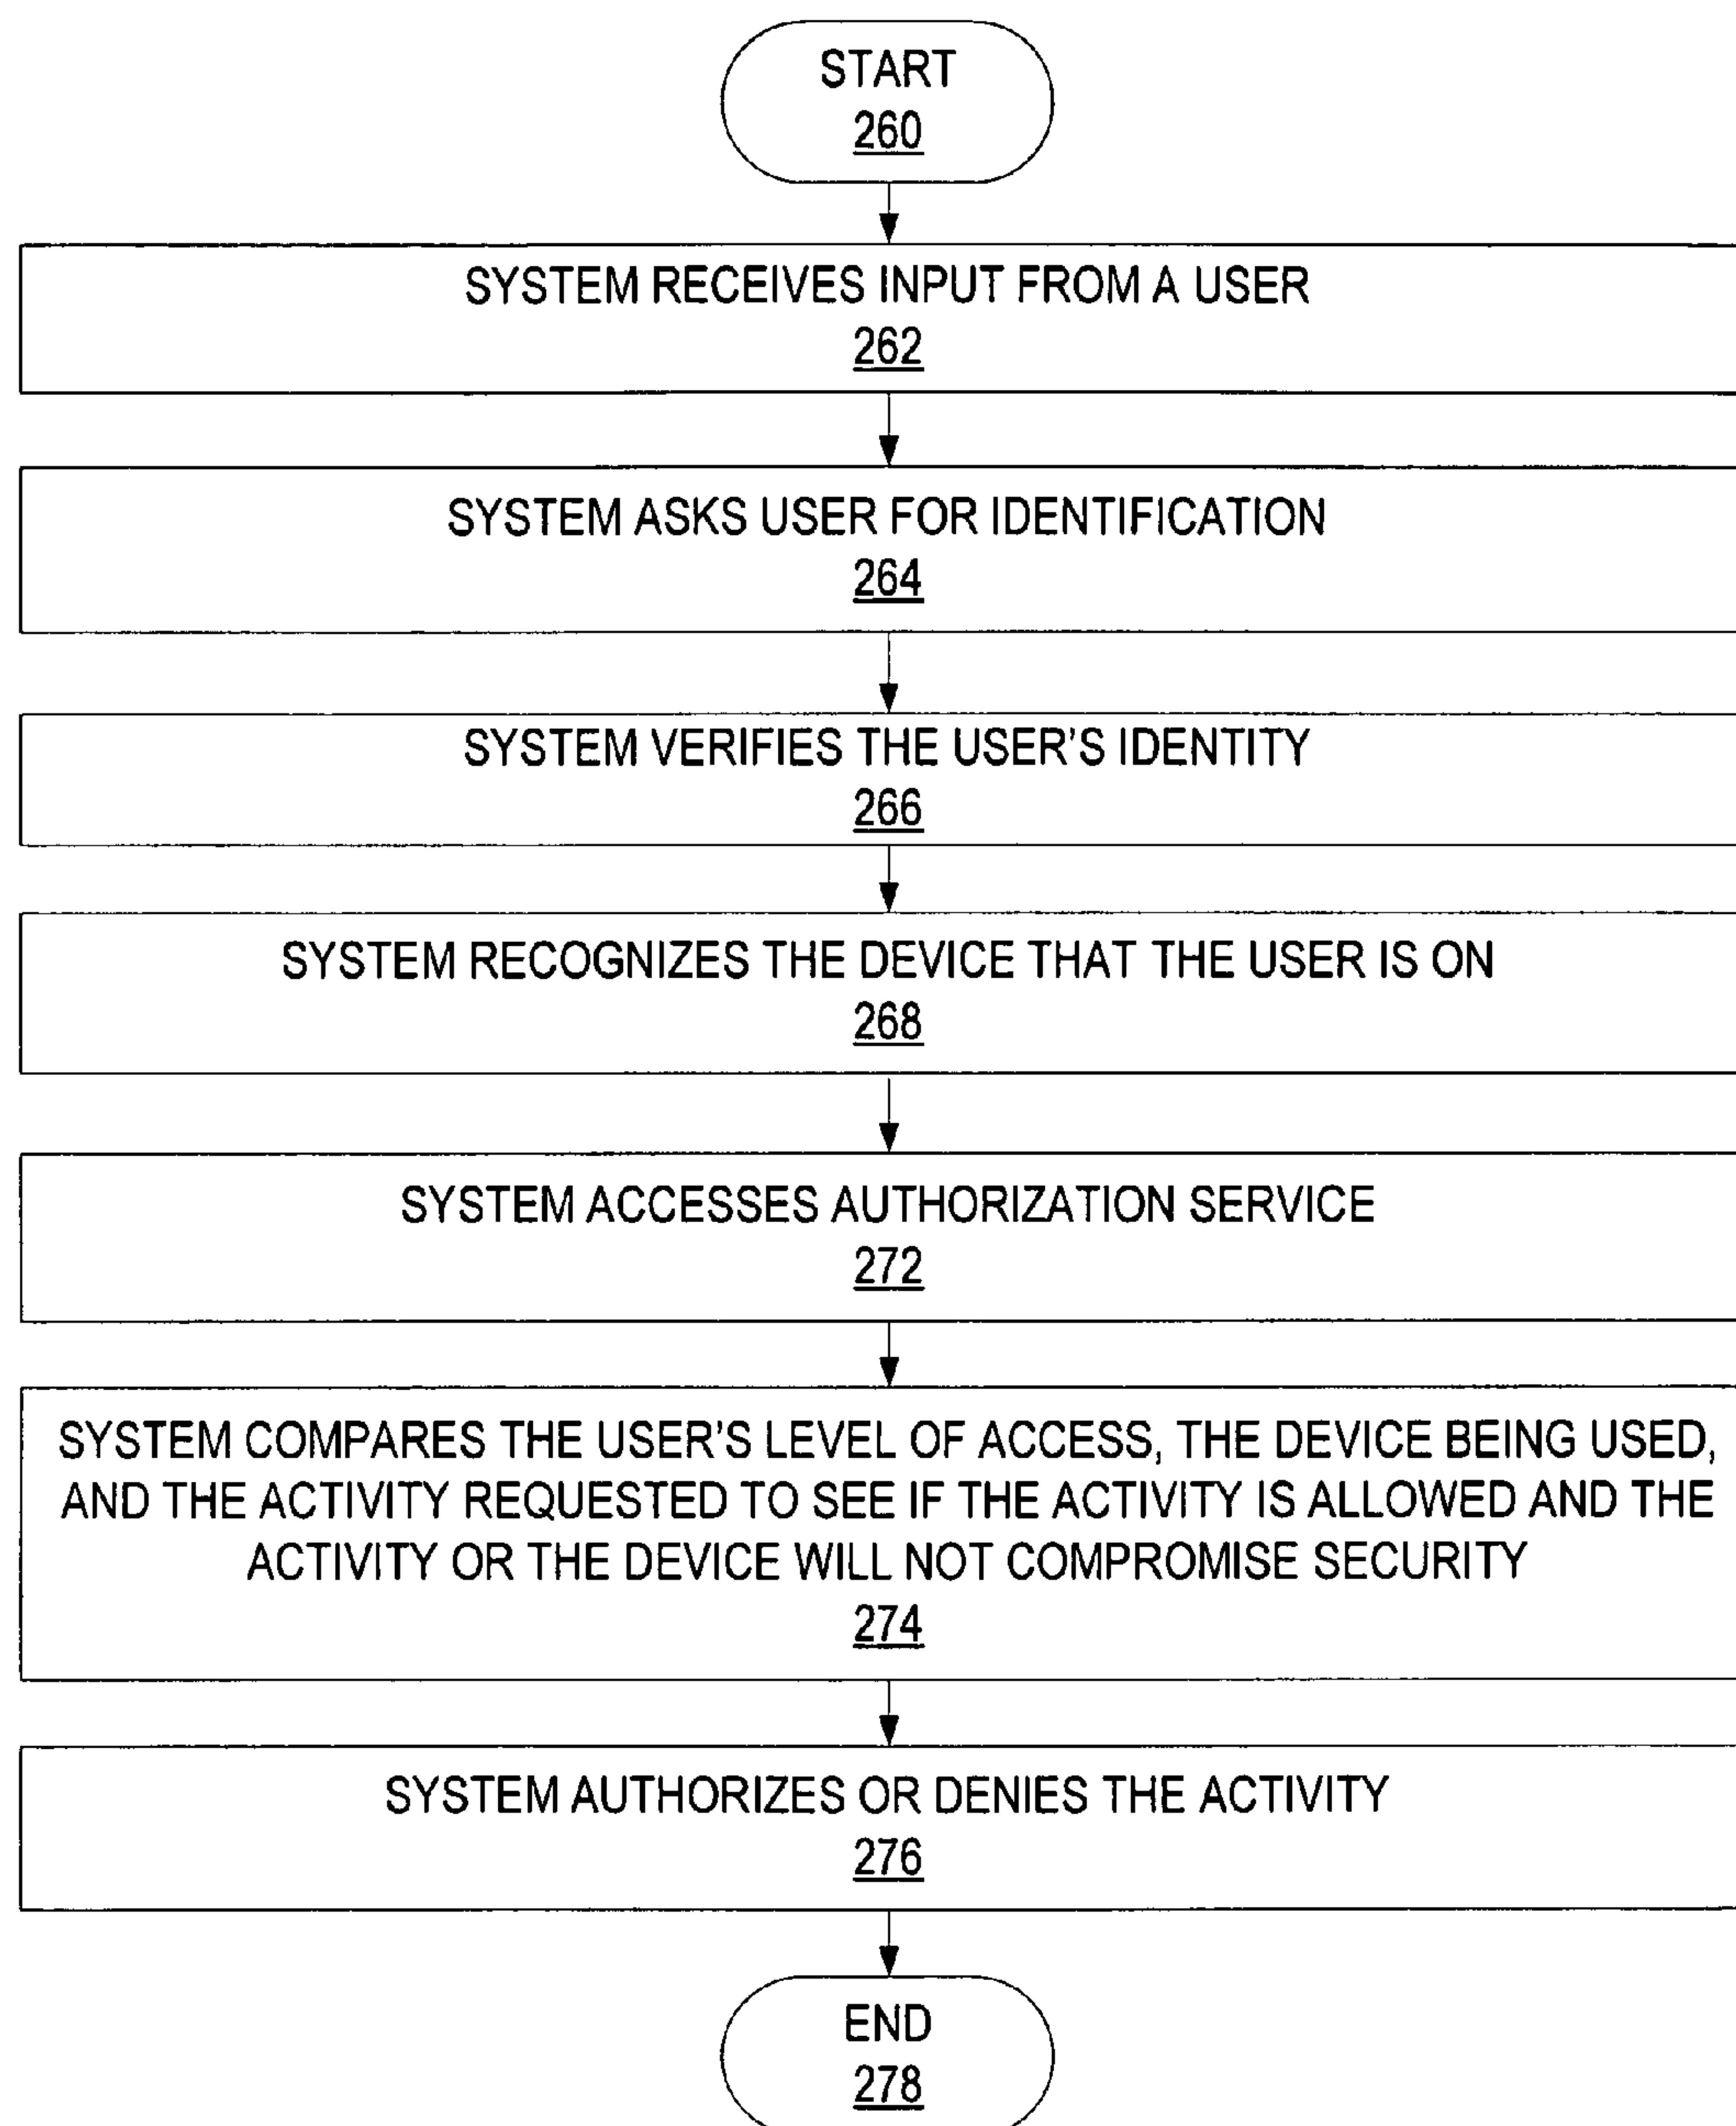 START
260
SYSTEM RECEIVES INPUT FROM A USER
262
SYSTEM ASKS USER FOR IDENTIFICATION
264
SYSTEM VERIFIES THE USER'S IDENTITY
266
SYSTEM RECOGNIZES THE DEVICE THAT THE USER IS ON
268
SYSTEM ACCESSES AUTHORIZATION SERVICE
272
SYSTEM COMPARES THE USER'S LEVEL OF ACCESS, THE DEVICE BEING USED,
AND THE ACTIVITY REQUESTED TO SEE IF THE ACTIVITY IS ALLOWED AND THE
ACTIVITY OR THE DEVICE WILL NOT COMPROMISE SECURITY
274
SYSTEM AUTHORIZES OR DENIES THE ACTIVITY
276
END
278